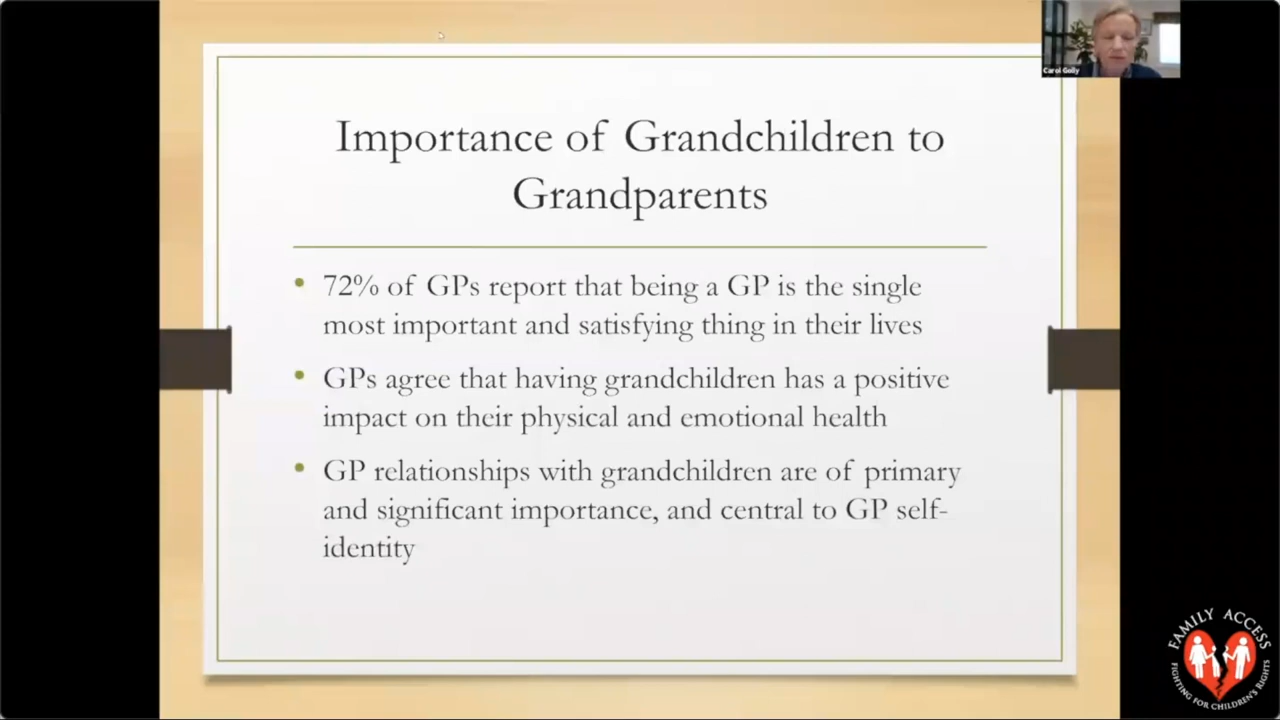 Carol Golly
Importance of Grandchildren to
Grandparents
• 72% of GPs report that being a GP is the single
most important and satisfying thing in their lives
• GPs agree that having grandchildren has a positive
impact on their physical and emotional health
• GP relationships with grandchildren are of primary
and significant importance, and central to GP self-
identity
FAMILY ACCESS
FIGHTING FOR CHILDREN'S RIGHTS